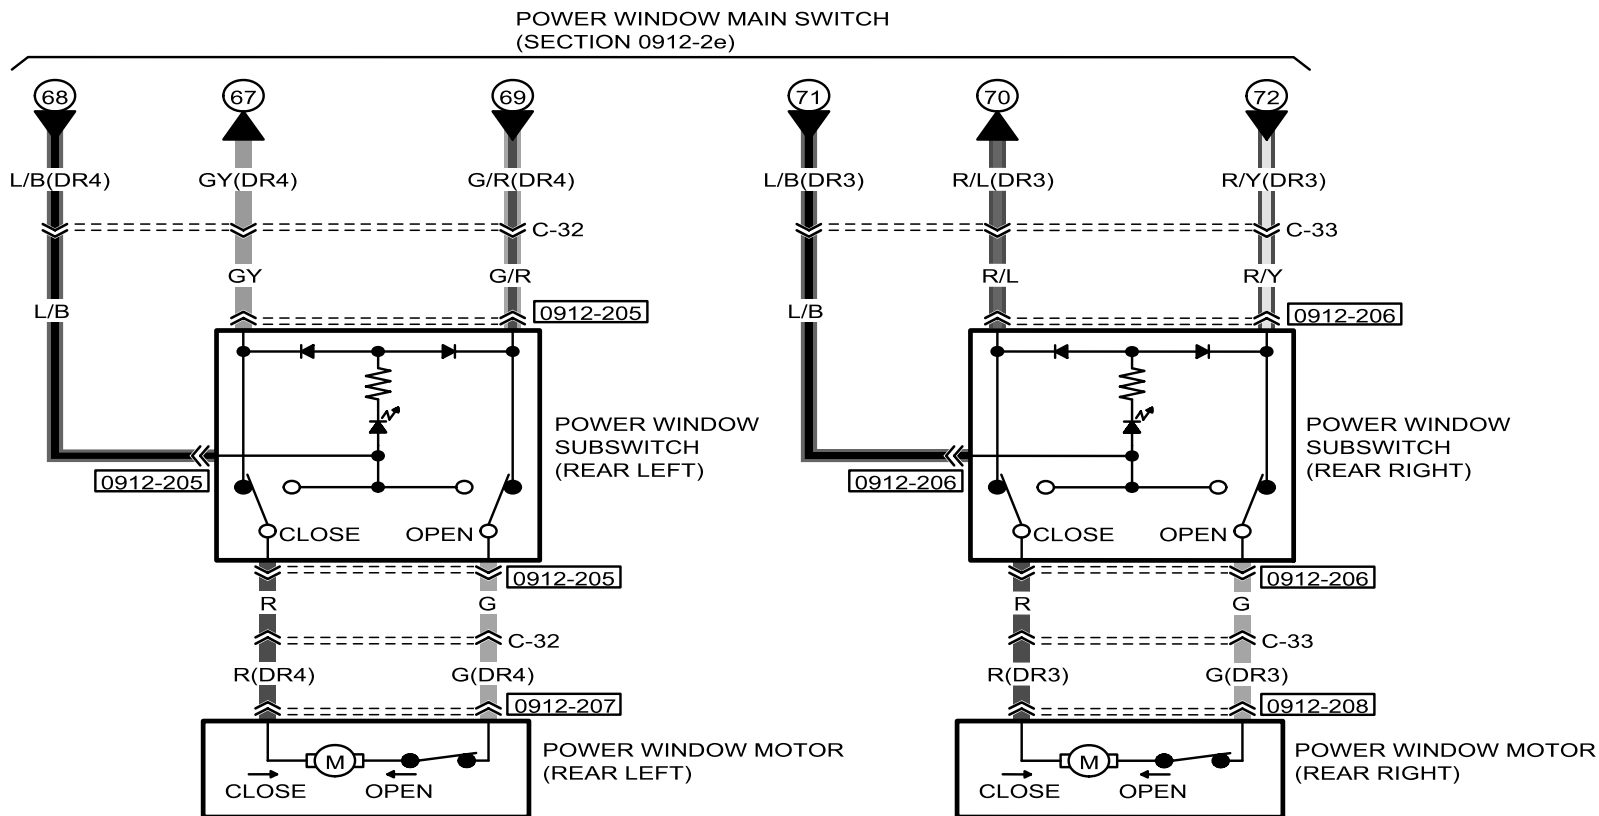 POWER WINDOW MAIN SWITCH
(SECTION 0912-2e)
68 67 69 71 70 72
L/B(DR4) GY(DR4) G/R(DR4) L/B(DR3) R/L(DR3) R/Y(DR3)
C-32 C-33
GY G/R R/L R/Y
L/B 0912-205 L/B 0912-206
POWER WINDOW
SUBSWITCH
(REAR LEFT)
POWER WINDOW
SUBSWITCH
(REAR RIGHT)
0912-205 0912-206
CLOSE OPEN CLOSE OPEN
0912-205 0912-206
R G R G
C-32 C-33
R(DR4) G(DR4) R(DR3) G(DR3)
0912-207 0912-208
POWER WINDOW MOTOR
(REAR LEFT)
POWER WINDOW MOTOR
(REAR RIGHT)
M M
CLOSE OPEN CLOSE OPEN